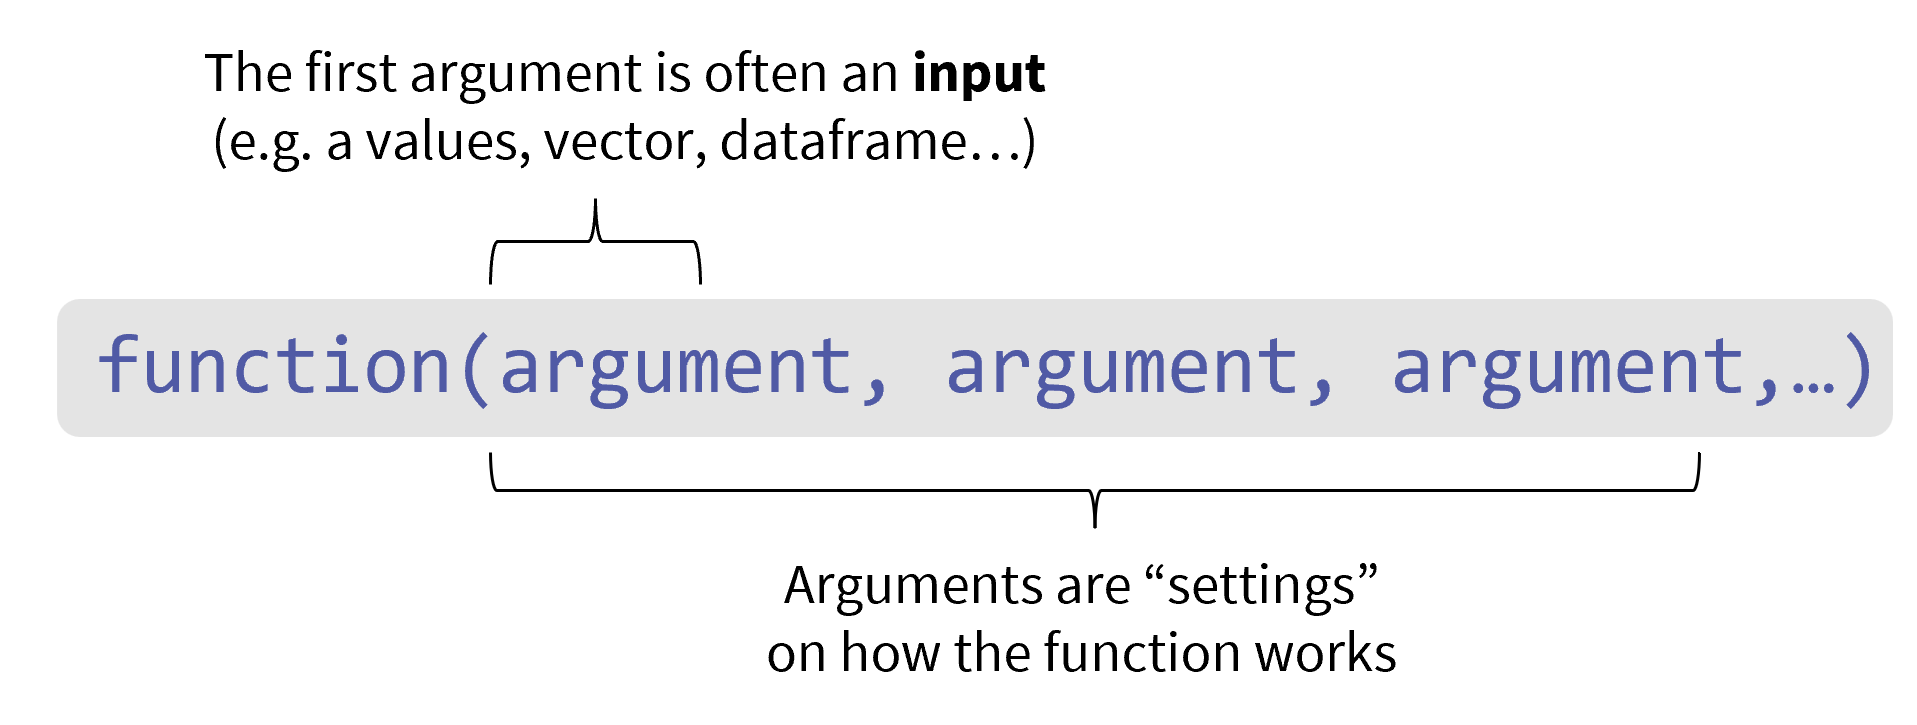 The first argument is often an input
(e.g. a values, vector, dataframe…)
function(argument, argument, argument,…)
Arguments are “settings”
on how the function works